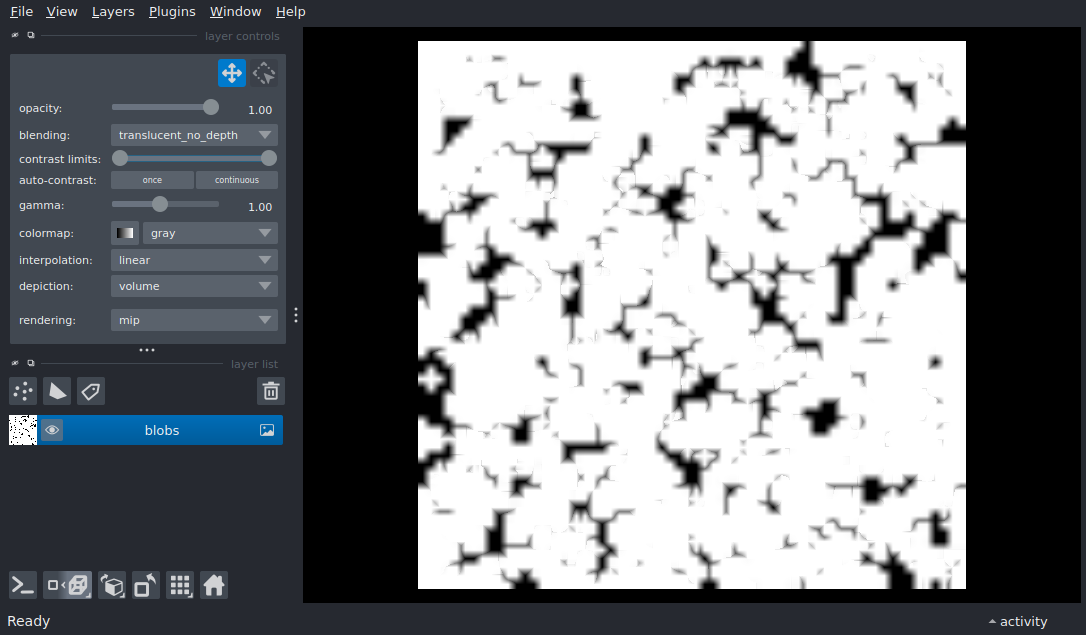 File View Layers Plugins Window Help
layer controls
opacity: 1.00
blending: translucent_no_depth
contrast limits:
auto-contrast: once continuous
gamma: 1.00
colormap: gray
interpolation: linear
depiction: volume
rendering: mip
layer list
blobs
Ready
activity